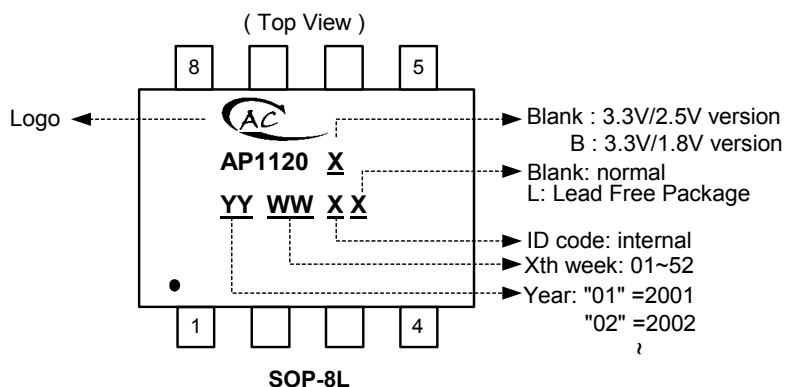 ( Top View )
8 5
Logo
AC
Blank : 3.3V/2.5V version
B : 3.3V/1.8V version
AP1120 X
Blank: normal
L: Lead Free Package
YY WW X X
ID code: internal
Xth week: 01~52
Year: "01" =2001
"02" =2002
~
1 4
SOP-8L